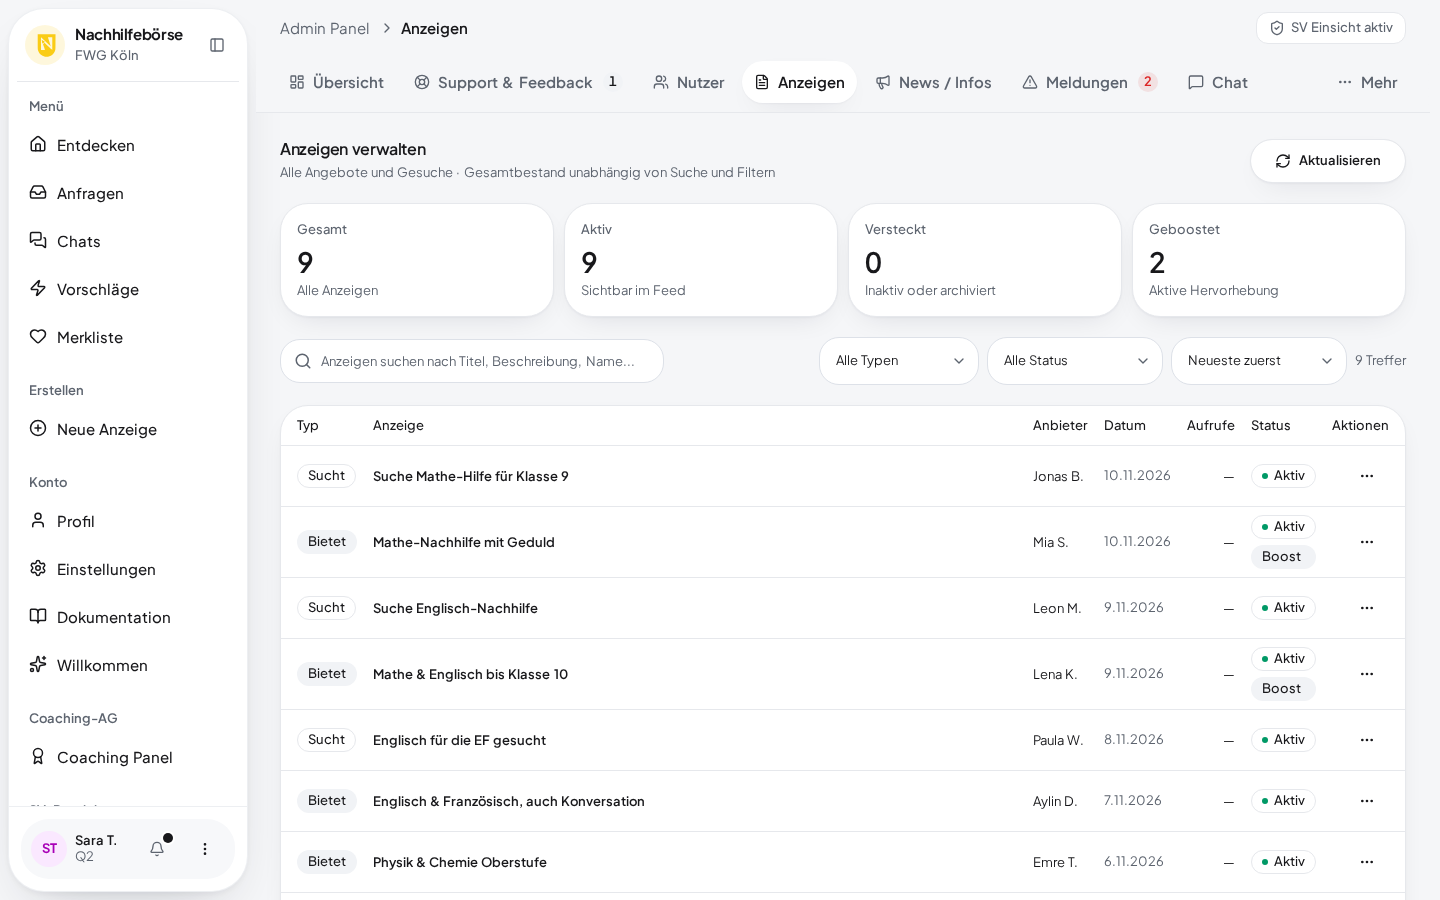 Nachhilfebörse
FWG Köln
Menü
Entdecken
Anfragen
Chats
Vorschläge
Merkliste
Erstellen
Neue Anzeige
Konto
Profil
Einstellungen
Dokumentation
Willkommen
Coaching-AG
Coaching Panel
ST
Sara T.
Q2
Admin Panel > Anzeigen
SV Einsicht aktiv
Übersicht
Support & Feedback 1
Nutzer
Anzeigen
News / Infos
Meldungen 2
Chat
Mehr
Anzeigen verwalten
Alle Angebote und Gesuche · Gesamtbestand unabhängig von Suche und Filtern
Aktualisieren
Gesamt
9
Alle Anzeigen
Aktiv
9
Sichtbar im Feed
Versteckt
0
Inaktiv oder archiviert
Geboostet
2
Aktive Hervorhebung
Anzeigen suchen nach Titel, Beschreibung, Name...
Alle Typen
Alle Status
Neueste zuerst
9 Treffer
Typ Anzeige Anbieter Datum Aufrufe Status Aktionen
Sucht Suche Mathe-Hilfe für Klasse 9 Jonas B. 10.11.2026 — Aktiv
Bietet Mathe-Nachhilfe mit Geduld Mia S. 10.11.2026 — Aktiv
Boost
Sucht Suche Englisch-Nachhilfe Leon M. 9.11.2026 — Aktiv
Bietet Mathe & Englisch bis Klasse 10 Lena K. 9.11.2026 — Aktiv
Boost
Sucht Englisch für die EF gesucht Paula W. 8.11.2026 — Aktiv
Bietet Englisch & Französisch, auch Konversation Aylin D. 7.11.2026 — Aktiv
Bietet Physik & Chemie Oberstufe Emre T. 6.11.2026 — Aktiv